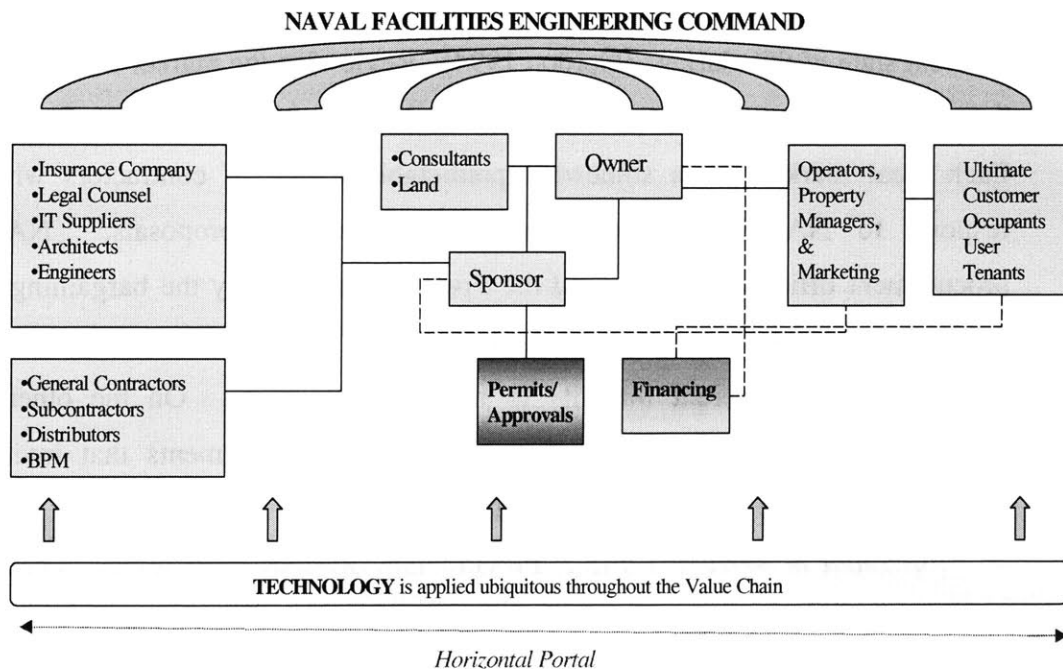 NAVAL FACILITIES ENGINEERING COMMAND
•Insurance Company
•Legal Counsel
•IT Suppliers
•Architects
•Engineers
•General Contractors
•Subcontractors
•Distributors
•BPM
•Consultants
•Land
Owner
Sponsor
Permits/
Approvals
Financing
Operators,
Property
Managers,
&
Marketing
Ultimate
Customer
Occupants
User
Tenants
TECHNOLOGY is applied ubiquitous throughout the Value Chain
Horizontal Portal